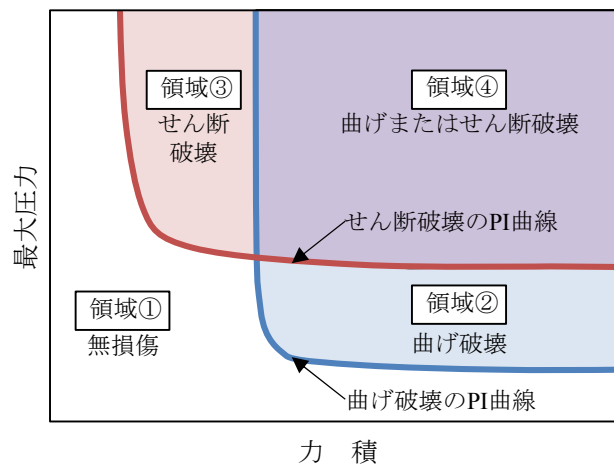 領域③
せん断
破壊
領域④
曲げまたはせん断破壊
せん断破壊のPI曲線
最大圧力
領域①
無損傷
領域②
曲げ破壊
曲げ破壊のPI曲線
力 積